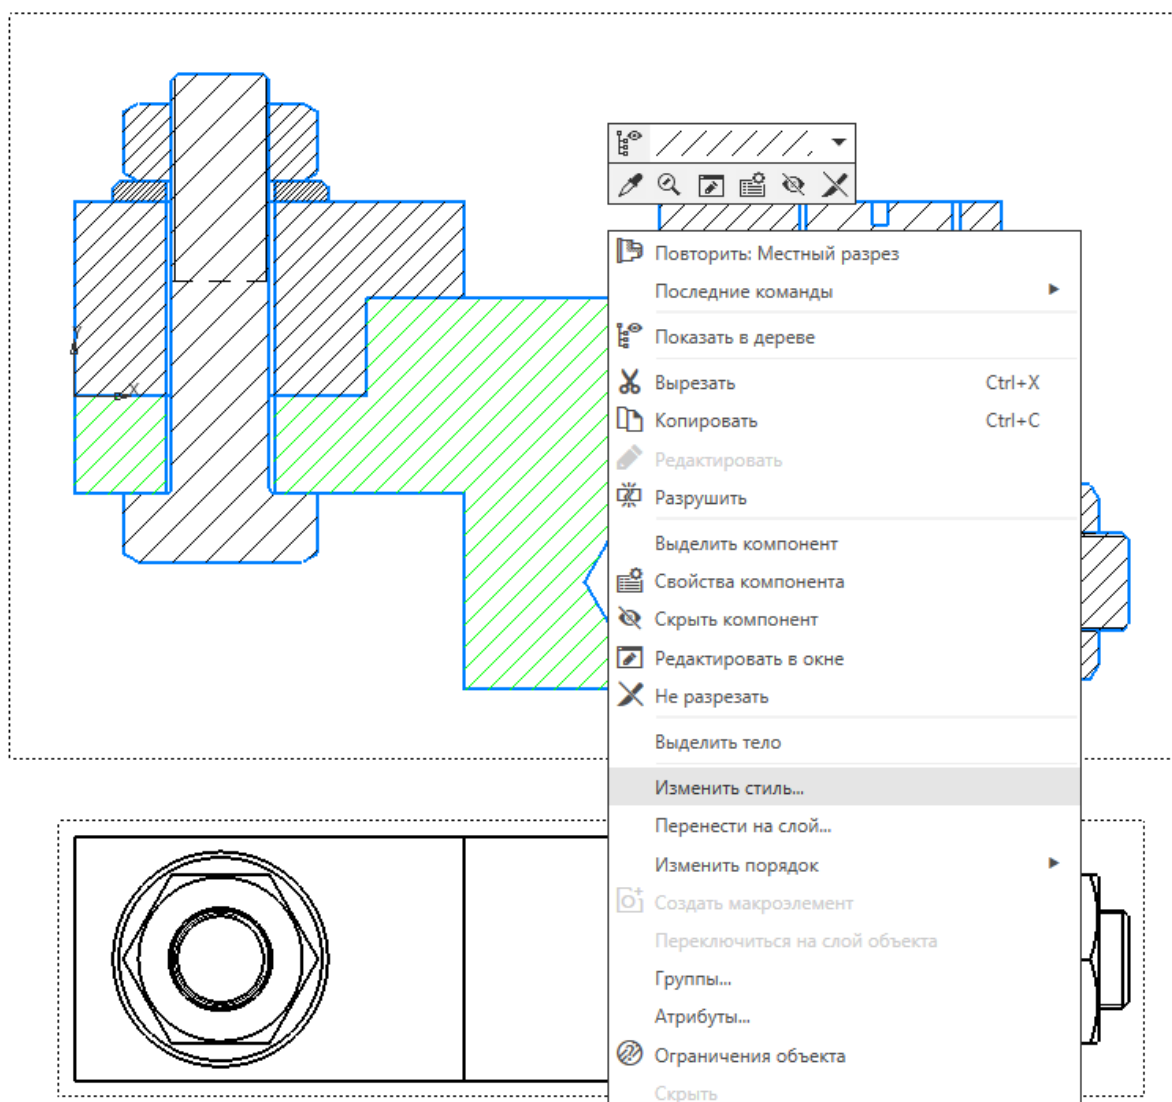 Повторить: Местный разрез
Последние команды
Показать в дереве
Вырезать Ctrl+X
Копировать Ctrl+C
Редактировать
Разрушить
Выделить компонент
Свойства компонента
Скрыть компонент
Редактировать в окне
Не разрезать
Y
X
Выделить тело
Изменить стиль...
Перенести на слой...
Изменить порядок
Создать макроэлемент
Переключиться на слой объекта
Группы...
Атрибуты...
Ограничения объекта
Скрыть